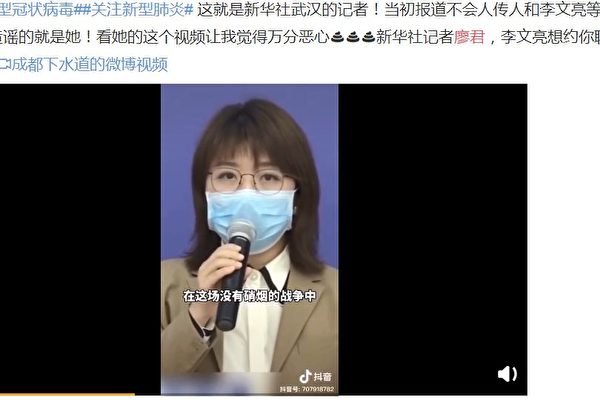 型冠状病毒##关注新型肺炎# 这就是新华社武汉的记者！当初报道不会人传人和李文亮等
谣的就是她！看她的这个视频让我觉得万分恶心💩💩💩新华社记者廖君，李文亮想约你
成都下水道的微博视频
在这场没有硝烟的战争中
抖音
抖音号: 707918782